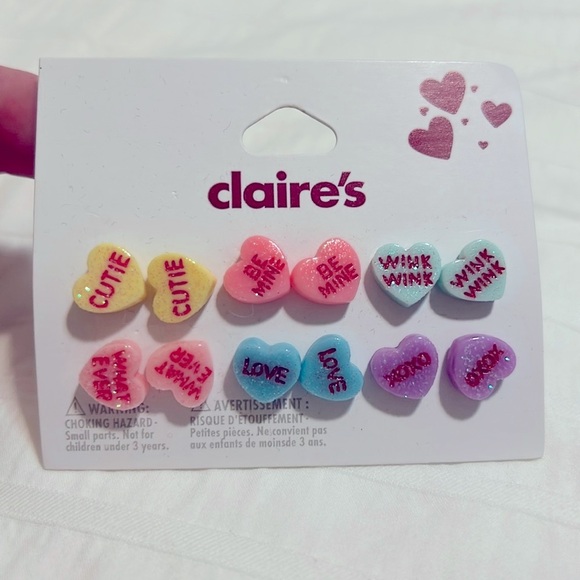 claire's
CUTIE
CUTIE
BE
MINE
BE
MINE
WINK
WINK
WINK
WINK
WHAT
EVER
WHAT
EVER
LOVE
LOVE
XOXO
XOXO
WARNING:
CHOKING HAZARD-
Small parts. Not for
children under 3 years.
AVERTISSEMENT :
RISQUE D'ÉTOUFFEMENT-
Petites pièces. Ne convient pas
aux enfants de moinsde 3 ans.